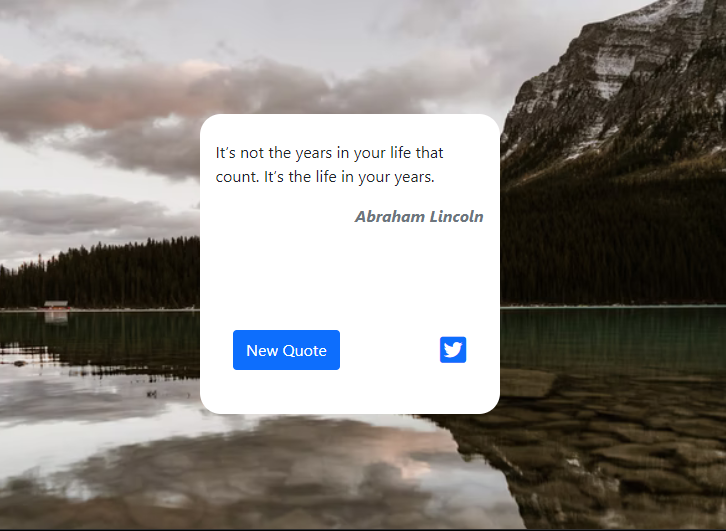 It's not the years in your life that
count. It's the life in your years.
Abraham Lincoln
New Quote